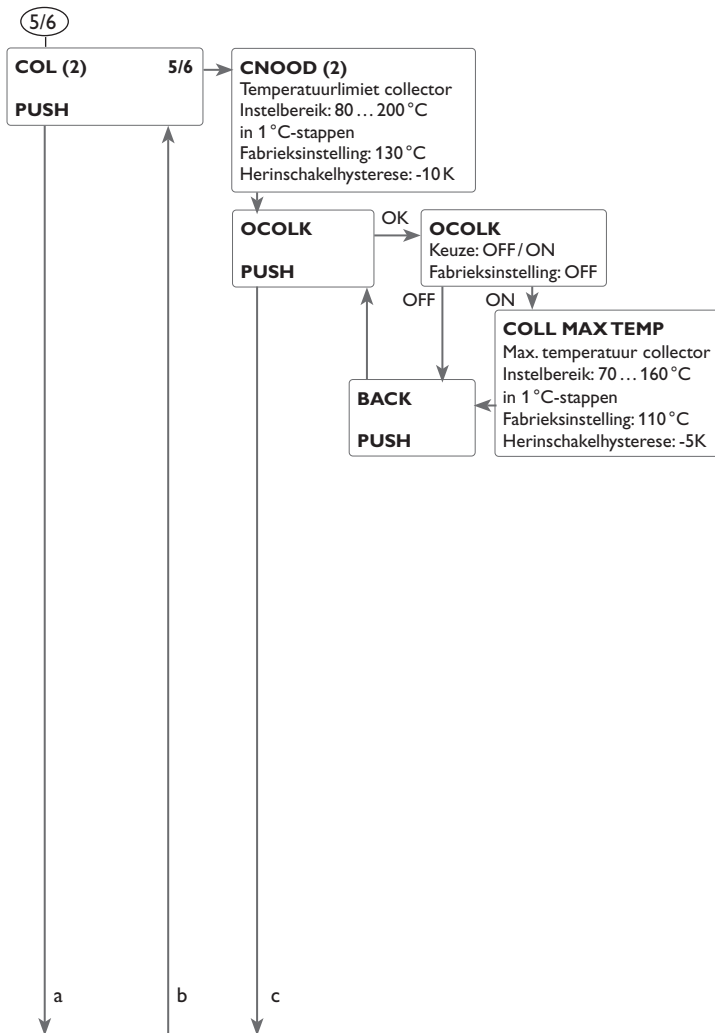 5/6
COL (2) 5/6
PUSH
CNOOD (2)
Temperatuurlimiet collector
Instelbereik: 80 … 200 °C
in 1 °C-stappen
Fabrieksinstelling: 130 °C
Herinschakelhysterese: -10 K
OCOLK
PUSH
OK
OCOLK
Keuze: OFF / ON
Fabrieksinstelling: OFF
OFF
ON
COLL MAX TEMP
Max. temperatuur collector
Instelbereik: 70 … 160 °C
in 1 °C-stappen
Fabrieksinstelling: 110 °C
Herinschakelhysterese: -5K
BACK
PUSH
a
b
c